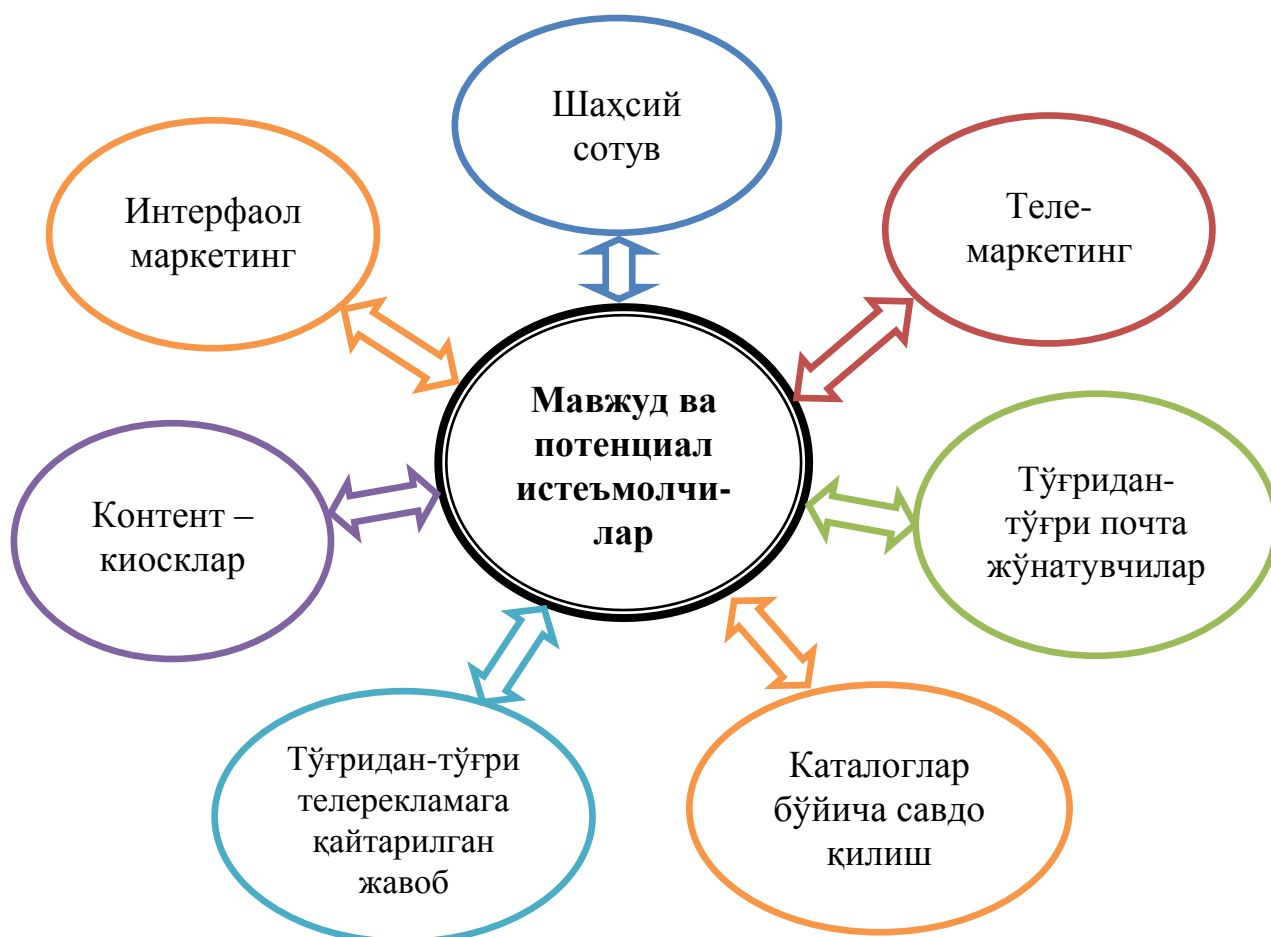 Шаҳсий
сотув
Интерфаол
маркетинг
Теле-
маркетинг
Мавжуд ва
потенциал
истеъмолчи-
лар
Контент –
киосклар
Тўғридан-
тўғри почта
жўнатувчилар
Тўғридан-тўғри
телерекламага
қайтарилган
жавоб
Каталоглар
бўйича савдо
қилиш